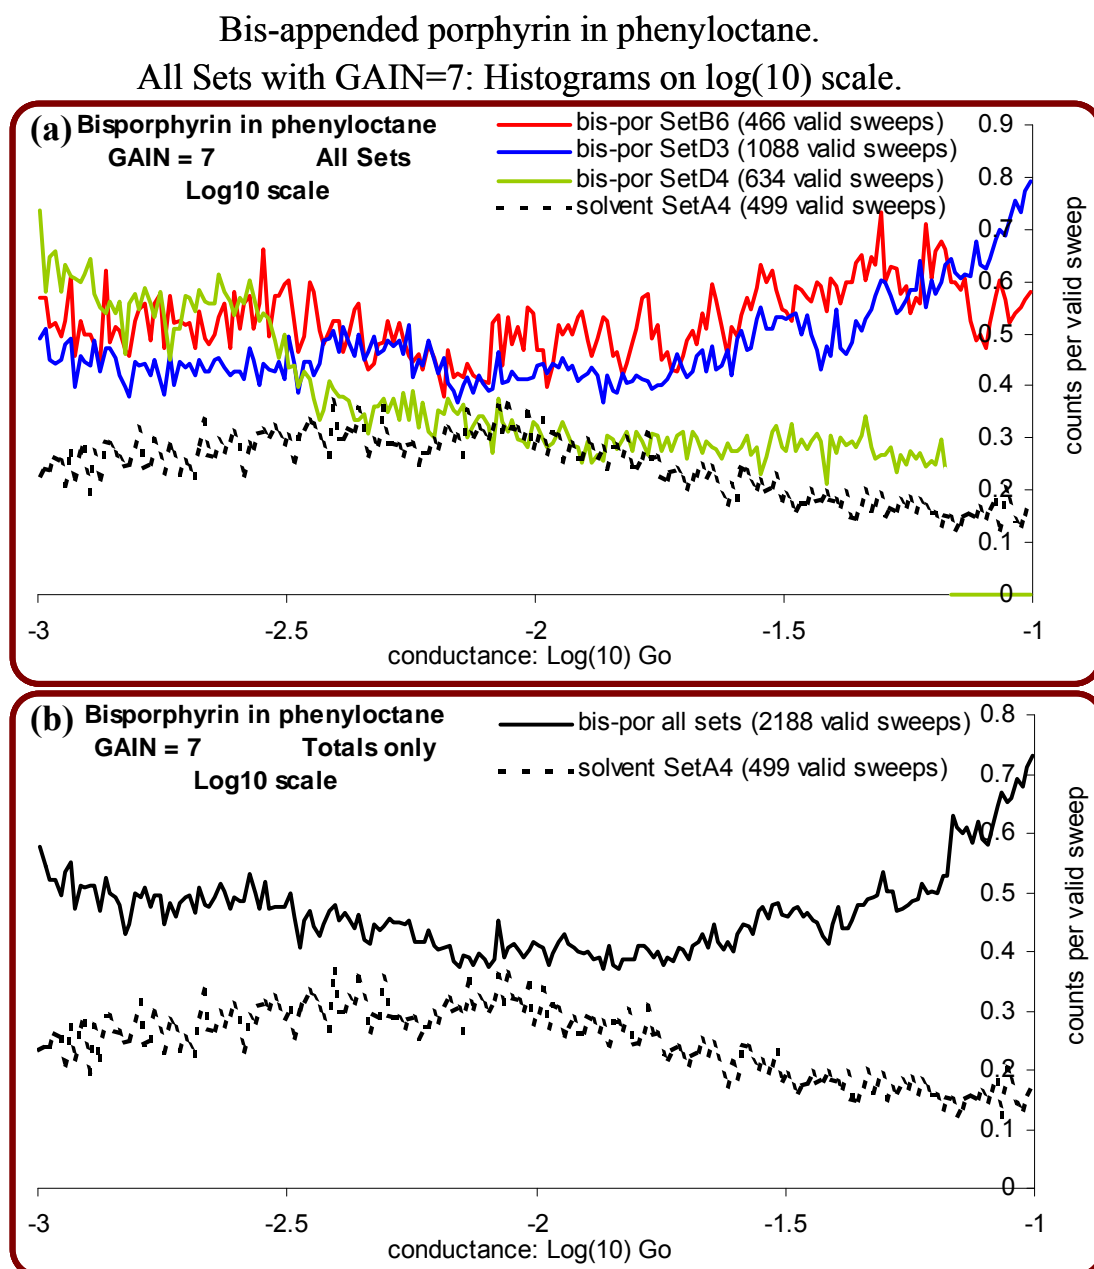 Bis-appended porphyrin in phenyloctane.
All Sets with GAIN=7: Histograms on log(10) scale.
(a) Bisporphyrin in phenyloctane
GAIN = 7 All Sets
Log10 scale
bis-por SetB6 (466 valid sweeps)
bis-por SetD3 (1088 valid sweeps)
bis-por SetD4 (634 valid sweeps)
solvent SetA4 (499 valid sweeps)
0.9
0.8
0.7
0.6
0.5
0.4
0.3
0.2
0.1
0
counts per valid sweep
-3 -2.5 -2 -1.5 -1
conductance: Log(10) Go
(b) Bisporphyrin in phenyloctane
GAIN = 7 Totals only
Log10 scale
bis-por all sets (2188 valid sweeps)
solvent SetA4 (499 valid sweeps)
0.8
0.7
0.6
0.5
0.4
0.3
0.2
0.1
0
counts per valid sweep
-3 -2.5 -2 -1.5 -1
conductance: Log(10) Go